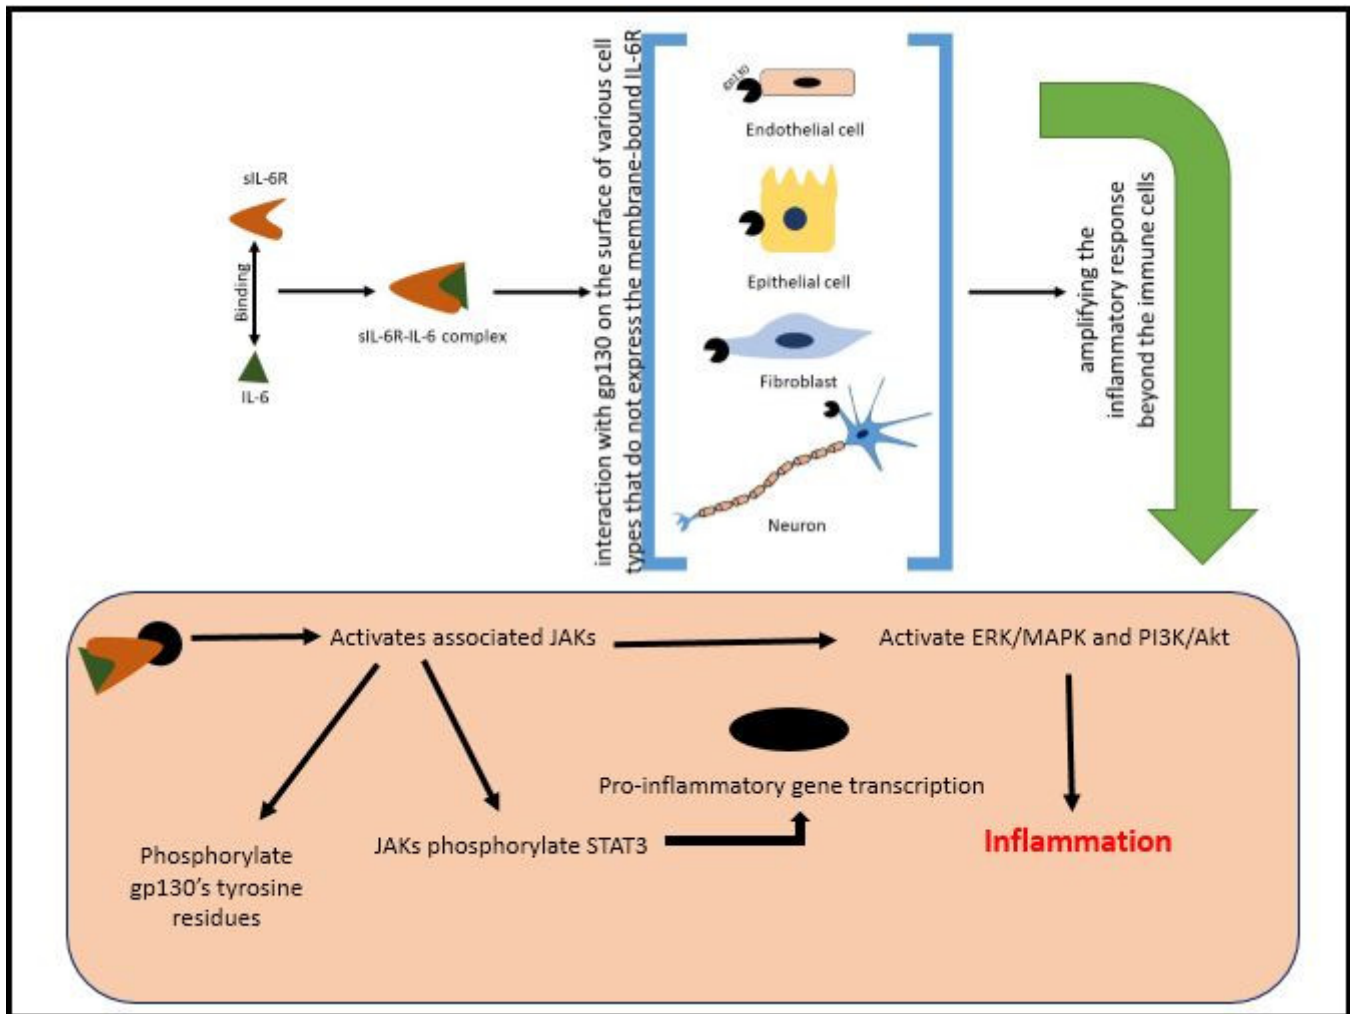 sIL-6R
Binding
IL-6
sIL-6R-IL-6 complex
interaction with gp130 on the surface of various cell
types that do not express the membrane-bound IL-6R
gp130
Endothelial cell
Epithelial cell
Fibroblast
Neuron
amplifying the
inflammatory response
beyond the immune cells
Activates associated JAKs
Activate ERK/MAPK and PI3K/Akt
Pro-inflammatory gene transcription
JAKs phosphorylate STAT3
Inflammation
Phosphorylate
gp130's tyrosine
residues